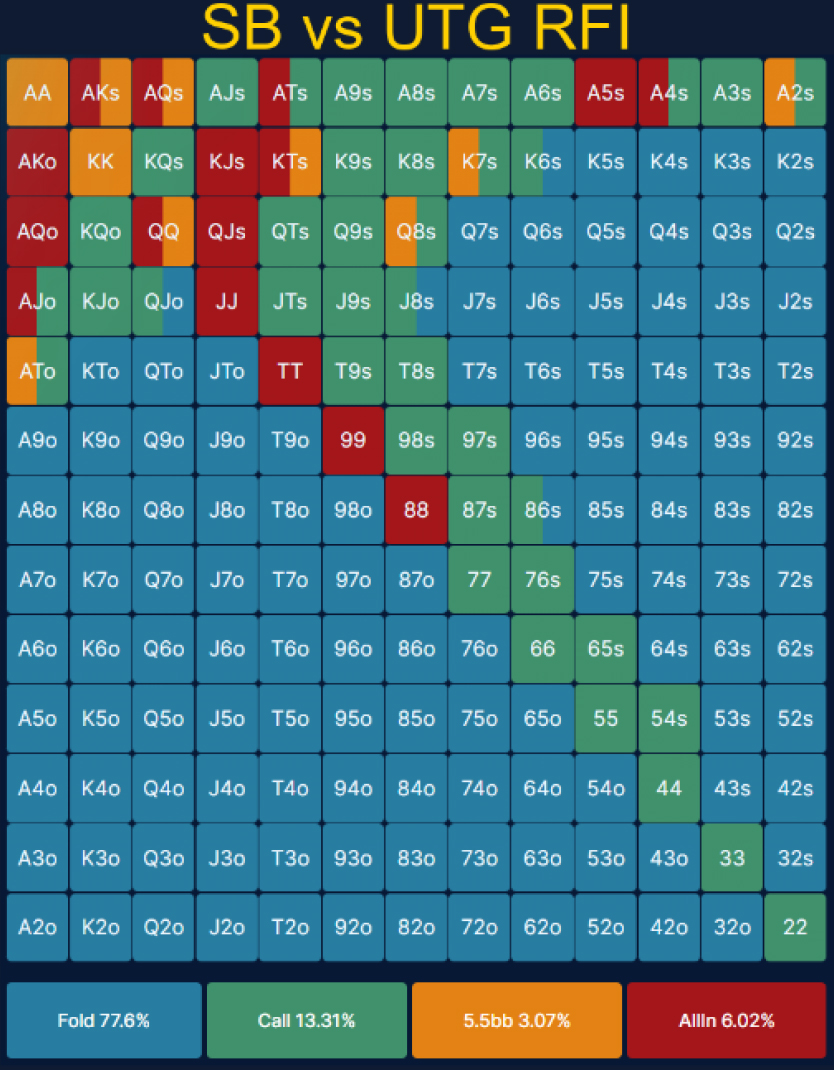 SB vs UTG RFI
AA AKs AQs AJs ATs A9s A8s A7s A6s A5s A4s A3s A2s
AKo KK KQs KJs KTs K9s K8s K7s K6s K5s K4s K3s K2s
AQo KQo QQ QJs QTs Q9s Q8s Q7s Q6s Q5s Q4s Q3s Q2s
AJo KJo QJo JJ JTs J9s J8s J7s J6s J5s J4s J3s J2s
ATo KTo QTo JTo TT T9s T8s T7s T6s T5s T4s T3s T2s
A9o K9o Q9o J9o T9o 99 98s 97s 96s 95s 94s 93s 92s
A8o K8o Q8o J8o T8o 98o 88 87s 86s 85s 84s 83s 82s
A7o K7o Q7o J7o T7o 97o 87o 77 76s 75s 74s 73s 72s
A6o K6o Q6o J6o T6o 96o 86o 76o 66 65s 64s 63s 62s
A5o K5o Q5o J5o T5o 95o 85o 75o 65o 55 54s 53s 52s
A4o K4o Q4o J4o T4o 94o 84o 74o 64o 54o 44 43s 42s
A3o K3o Q3o J3o T3o 93o 83o 73o 63o 53o 43o 33 32s
A2o K2o Q2o J2o T2o 92o 82o 72o 62o 52o 42o 32o 22
Fold 77.6% Call 13.31% 5.5bb 3.07% AllIn 6.02%